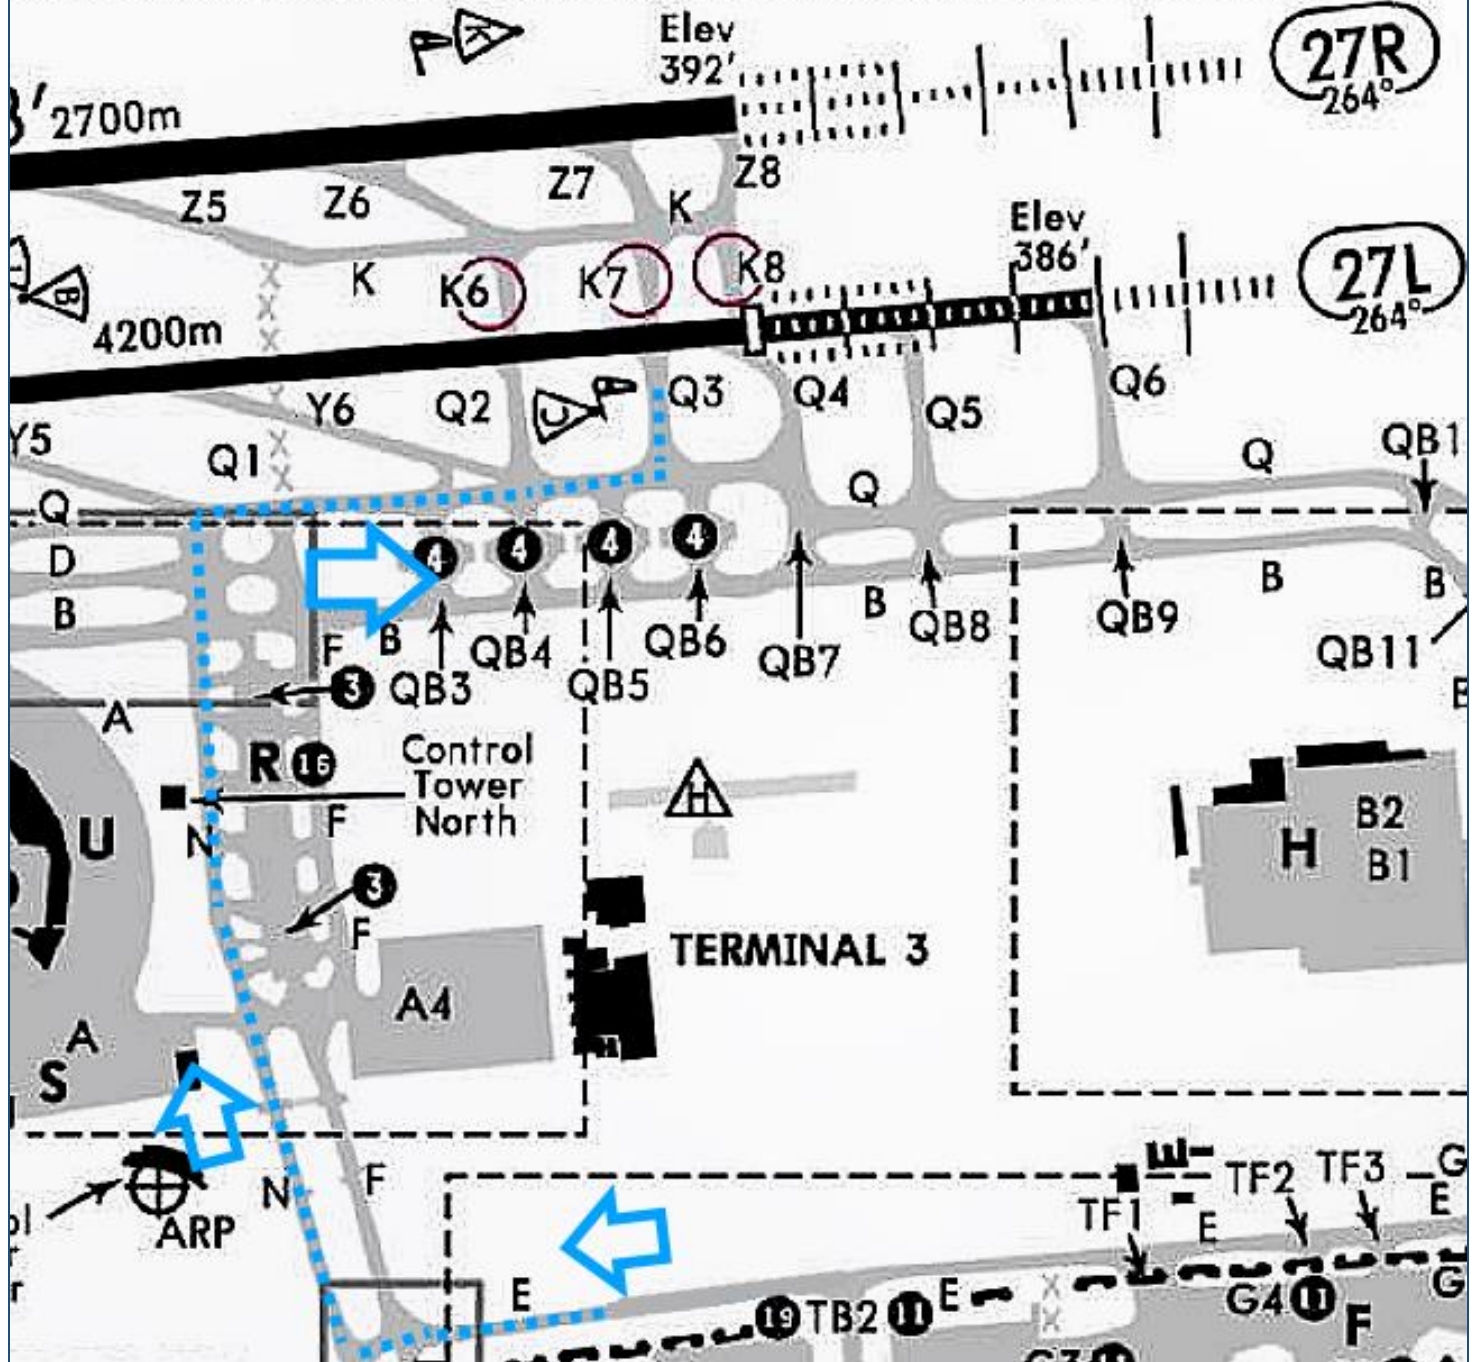 Elev
392'
27R
264°
'2700m
Z8
Z7
Z5
Z6
K
Elev
386'
27L
264°
K
K6
K7
K8
B
4200m
Y6
Q2
C
Q3
Q4
Q5
Q6
Y5
Q1
QB1
Q
Q
Q
D
4
4
4
4
B
B
B
B
B
F
QB3
QB4
QB5
QB6
QB7
QB8
QB9
QB11
3
A
R 16
Control
Tower
North
H
U
N
F
H
B2
B1
3
F
TERMINAL 3
A4
A
S
N
F
ARP
TF1
TF2
TF3
G
E
E
E
19 TB2 11 E
G4 11
F
G